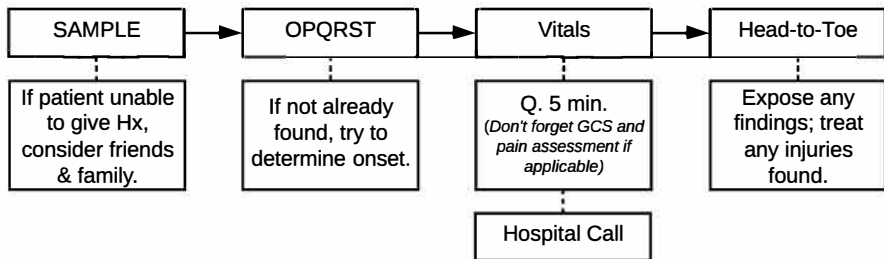 SAMPLE
OPQRST
Vitals
Head-to-Toe
If patient unable
to give Hx,
consider friends
& family.
If not already
found, try to
determine onset.
Q. 5 min.
(Don't forget GCS and
pain assessment if
applicable)
Expose any
findings; treat
any injuries
found.
Hospital Call